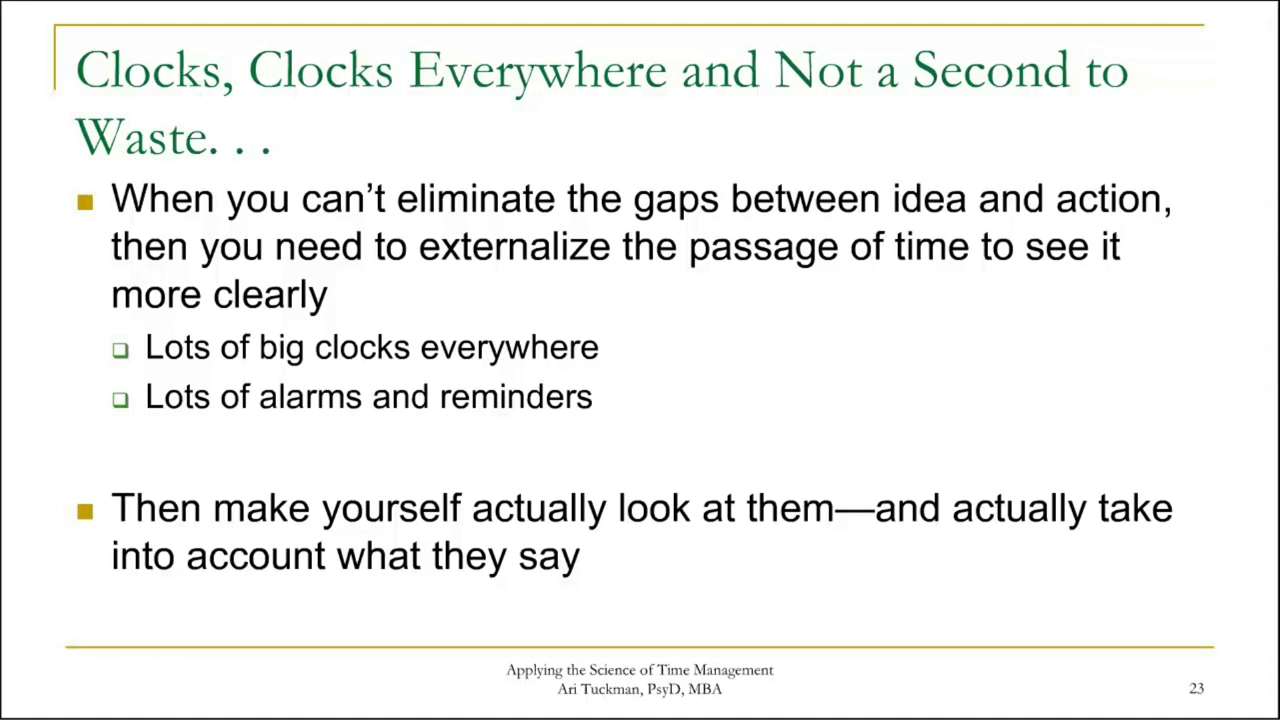 Clocks, Clocks Everywhere and Not a Second to
Waste. . .
When you can’t eliminate the gaps between idea and action,
then you need to externalize the passage of time to see it
more clearly
Lots of big clocks everywhere
Lots of alarms and reminders
Then make yourself actually look at them—and actually take
into account what they say
Applying the Science of Time Management
Ari Tuckman, PsyD, MBA
23